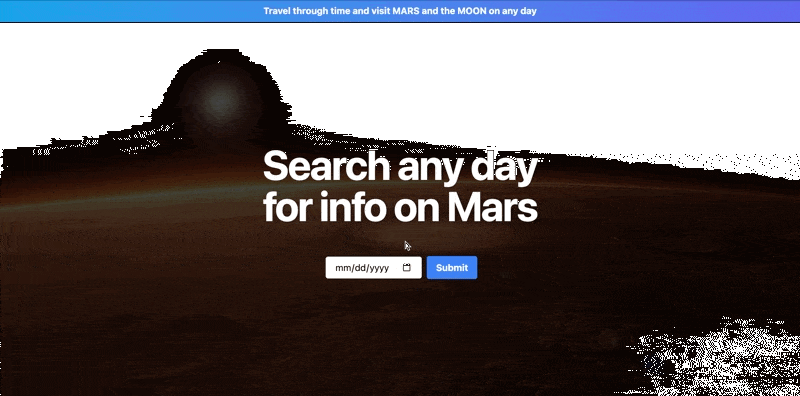 Travel through time and visit MARS and the MOON on any day
Search any day
for info on Mars
mm/dd/yyyy
Submit